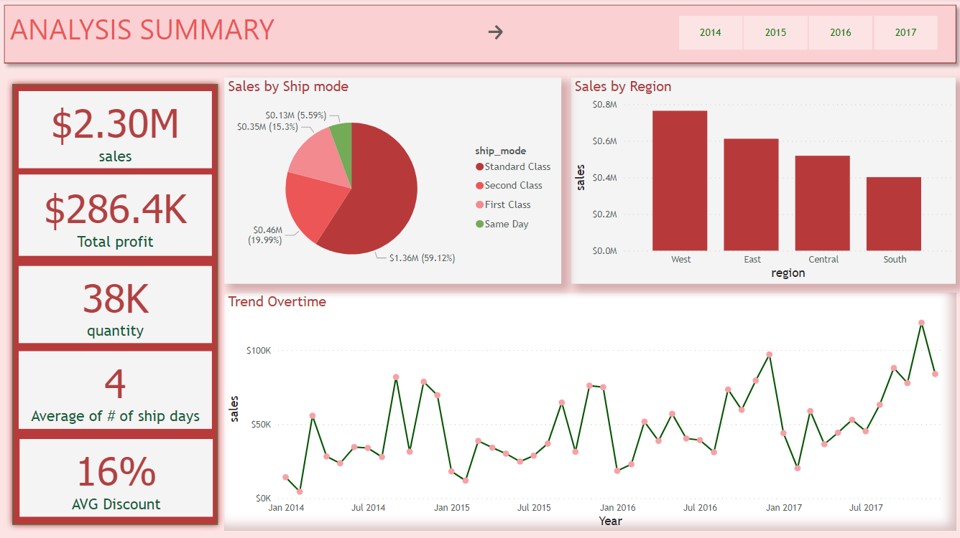 ANALYSIS SUMMARY
2014 2015 2016 2017
$2.30M
sales
$286.4K
Total profit
38K
quantity
4
Average of # of ship days
16%
AVG Discount
Sales by Ship mode
$0.13M (5.59%)
$0.35M (15.3%)
$0.46M
(19.99%)
$1.36M (59.12%)
ship_mode
Standard Class
Second Class
First Class
Same Day
Sales by Region
sales
$0.8M
$0.6M
$0.4M
$0.2M
$0.0M
West East Central South
region
Trend Overtime
sales
$100K
$50K
$0K
Jan 2014 Jul 2014 Jan 2015 Jul 2015 Jan 2016 Jul 2016 Jan 2017 Jul 2017
Year